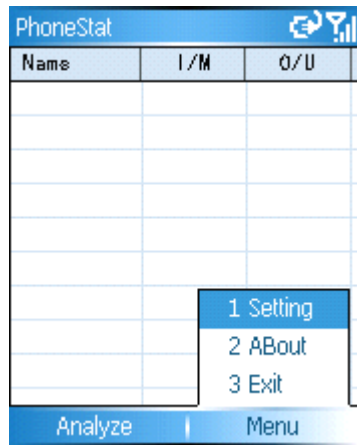 PhoneStat
Name I/M O/U
1 Setting
2 ABout
3 Exit
Analyze Menu